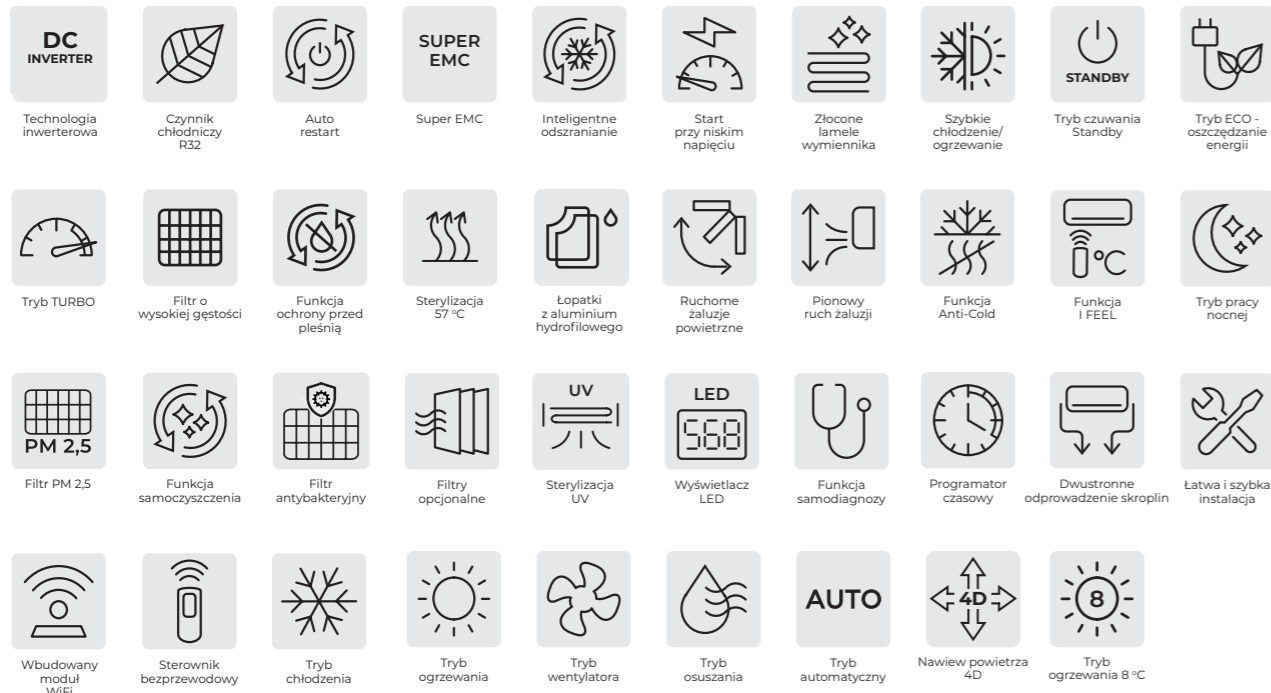 DC
INVERTER
Technologia
inwerterowa
Czynnik
chłodniczy
R32
Auto
restart
SUPER
EMC
Super EMC
Inteligentne
odszranianie
Start
przy niskim
napięciu
Złocone
lamele
wymiennika
Szybkie
chłodzenie/
ogrzewanie
STANDBY
Tryb czuwania
Standby
Tryb ECO -
oszczędzanie
energii
Tryb TURBO
Filtr o
wysokiej gęstości
Funkcja
ochrony przed
pleśnią
Sterylizacja
57 °C
Łopatki
z aluminium
hydrofilowego
Ruchome
żaluzje
powietrzne
Pionowy
ruch żaluzji
Funkcja
Anti-Cold
°C
Funkcja
I FEEL
Tryb pracy
nocnej
PM 2,5
Filtr PM 2,5
Funkcja
samoczyszczenia
Filtr
antybakteryjny
Filtry
opcjonalne
UV
Sterylizacja
UV
LED
568
Wyświetlacz
LED
Funkcja
samodiagnozy
Programator
czasowy
Dwustronne
odprowadzenie skroplin
Łatwa i szybka
instalacja
Wbudowany
moduł
WiFi
Sterownik
bezprzewodowy
Tryb
chłodzenia
Tryb
ogrzewania
Tryb
wentylatora
Tryb
osuszania
AUTO
Tryb
automatyczny
4D
Nawiew powietrza
4D
8
Tryb
ogrzewania 8 °C